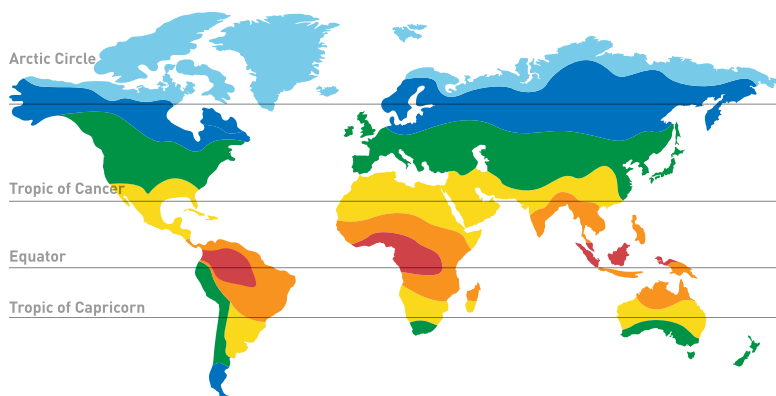 Arctic Circle
Tropic of Cancer
Equator
Tropic of Capricorn